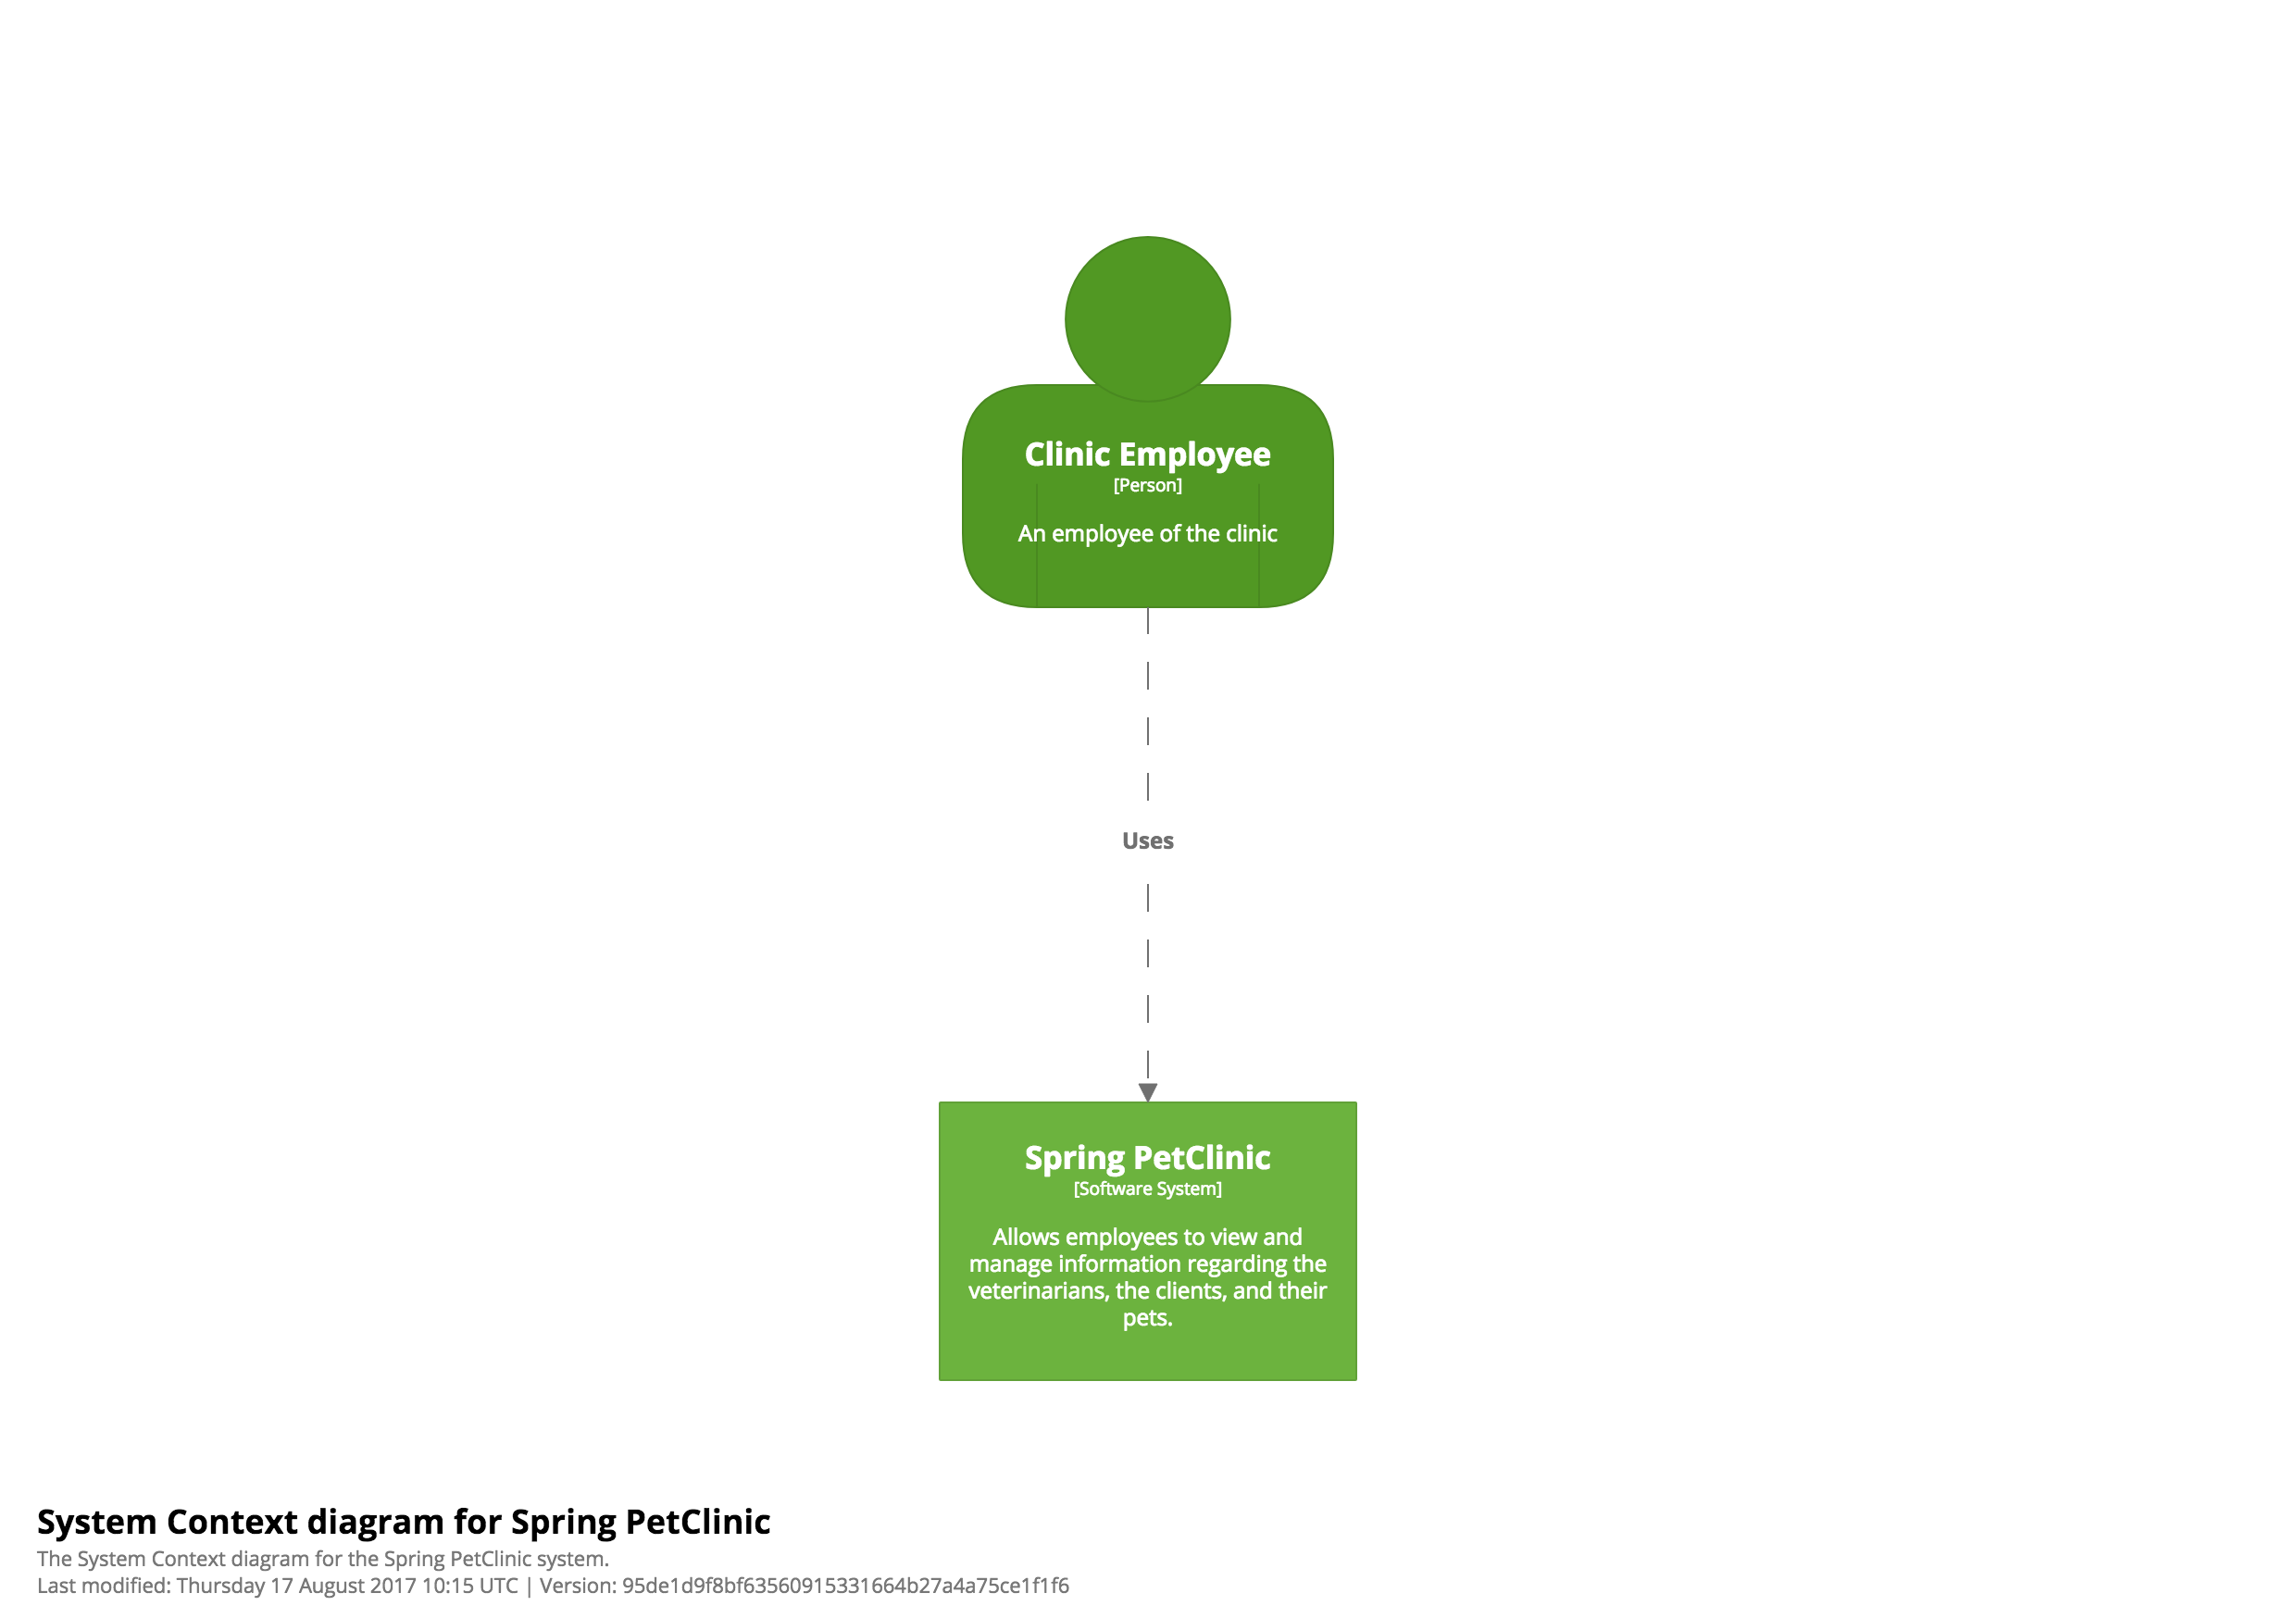 Clinic Employee
[Person]
An employee of the clinic
Uses
Spring PetClinic
[Software System]
Allows employees to view and
manage information regarding the
veterinarians, the clients, and their
pets.
System Context diagram for Spring PetClinic
The System Context diagram for the Spring PetClinic system.
Last modified: Thursday 17 August 2017 10:15 UTC | Version: 95de1d9f8bf63560915331664b27a4a75ce1f1f6